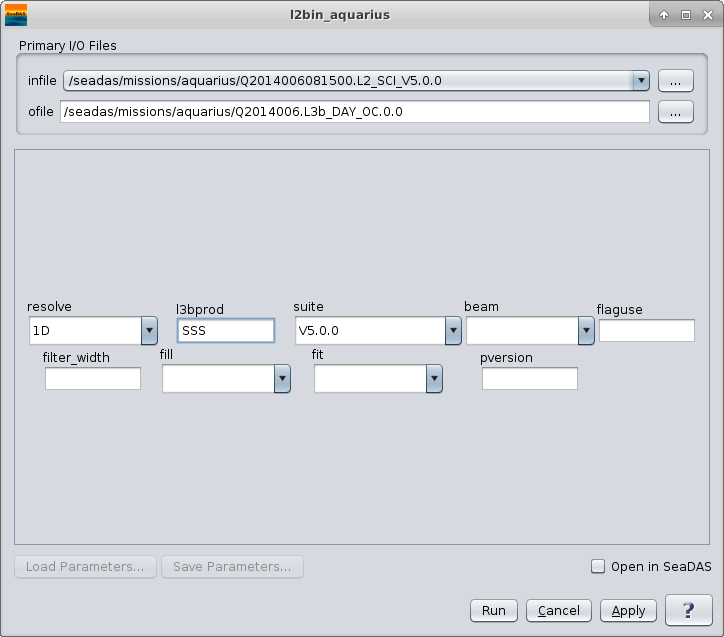 SeaDAS
l2bin_aquarius
Primary I/O Files
infile /seadas/missions/aquarius/Q2014006081500.L2_SCI_V5.0.0 ...
ofile /seadas/missions/aquarius/Q2014006.L3b_DAY_OC.0.0 ...
resolve l3bprod suite beam flaguse
1D SSS V5.0.0
filter_width fill fit pversion
Load Parameters... Save Parameters... Open in SeaDAS
Run Cancel Apply ?